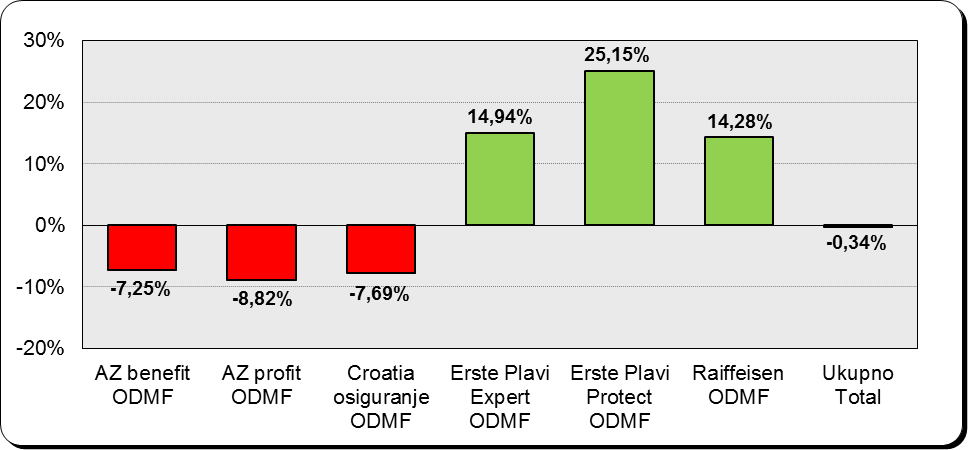 30%
20%
10%
0%
-10%
-20%
-7,25%
-8,82%
-7,69%
14,94%
25,15%
14,28%
-0,34%
AZ benefit
ODMF
AZ profit
ODMF
Croatia
osiguranje
ODMF
Erste Plavi
Expert
ODMF
Erste Plavi
Protect
ODMF
Raiffeisen
ODMF
Ukupno
Total